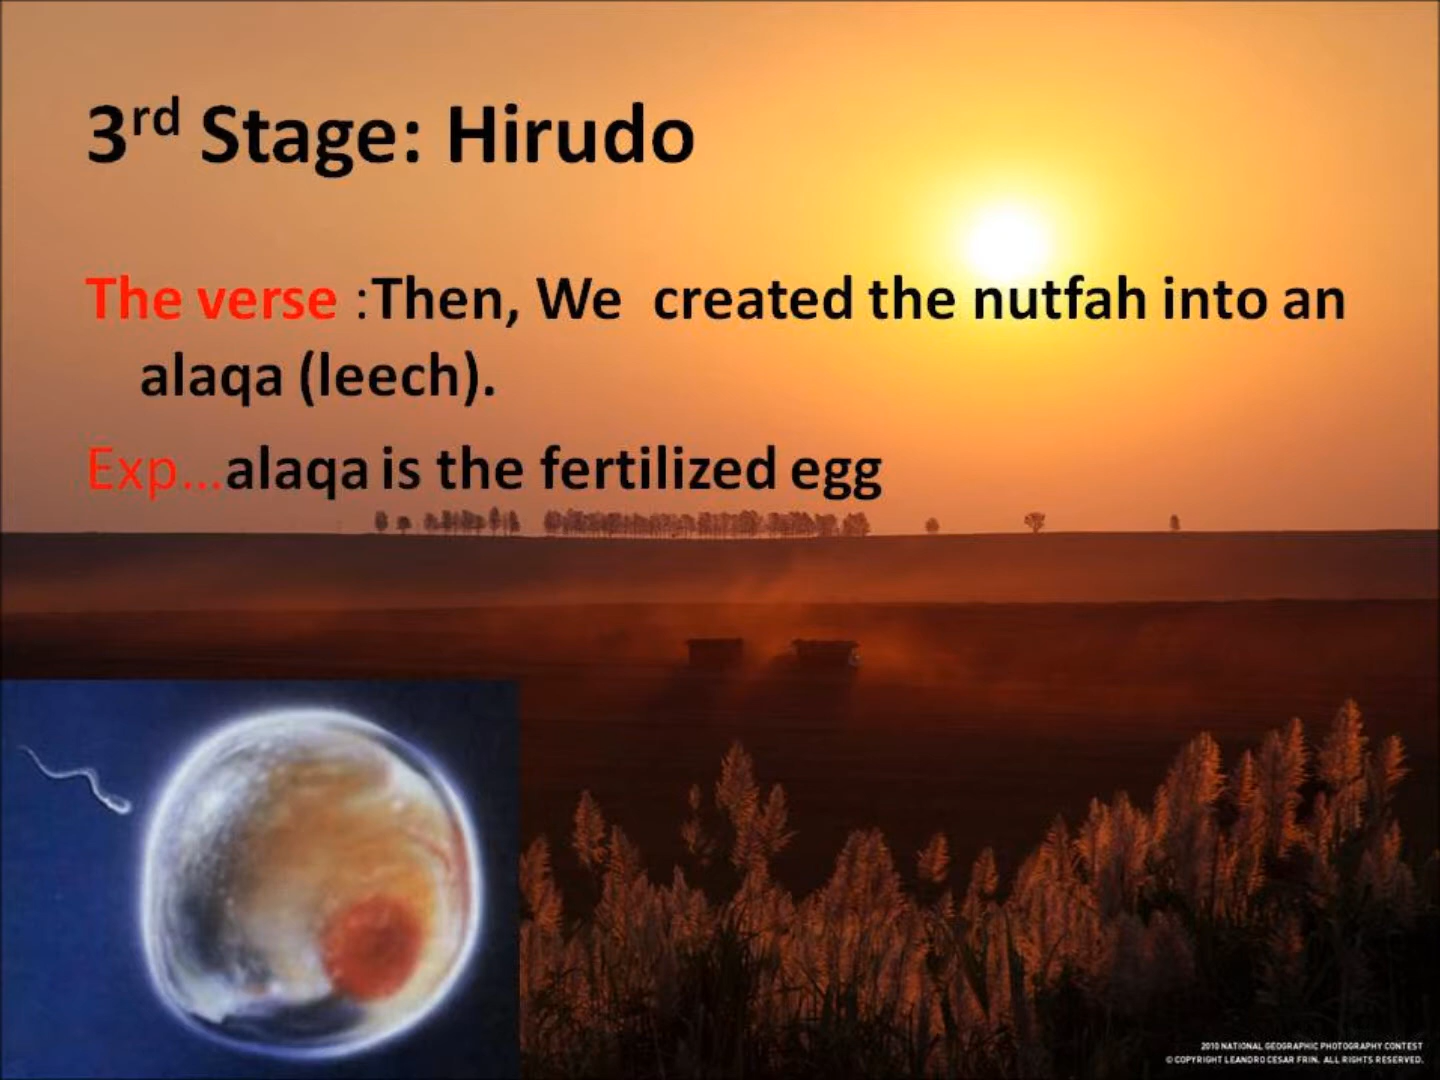 3rd Stage: Hirudo
The verse :Then, We created the nutfah into an
alaqa (leech).
Exp...alaqa is the fertilized egg
2010 NATIONAL GEOGRAPHIC PHOTOGRAPHY CONTEST
© COPYRIGHT LEANDRO CESAR FRIN. ALL RIGHTS RESERVED.